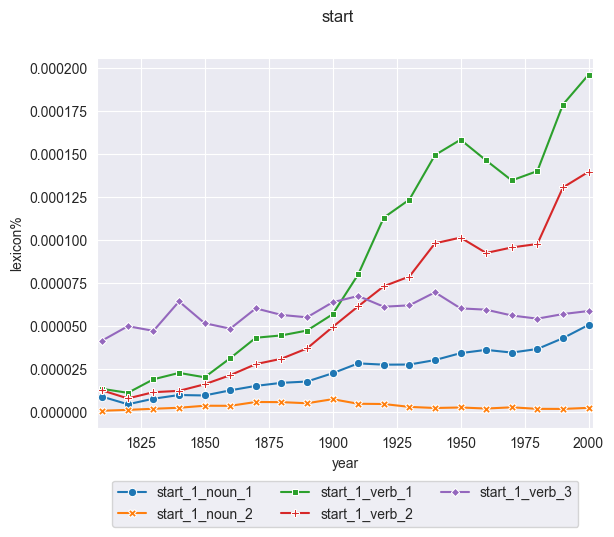 start
0.000200
0.000175
0.000150
0.000125
0.000100
0.000075
0.000050
0.000025
0.000000
lexicon%
1825 1850 1875 1900 1925 1950 1975 2000
year
start_1_noun_1 start_1_verb_1 start_1_verb_3
start_1_noun_2 start_1_verb_2